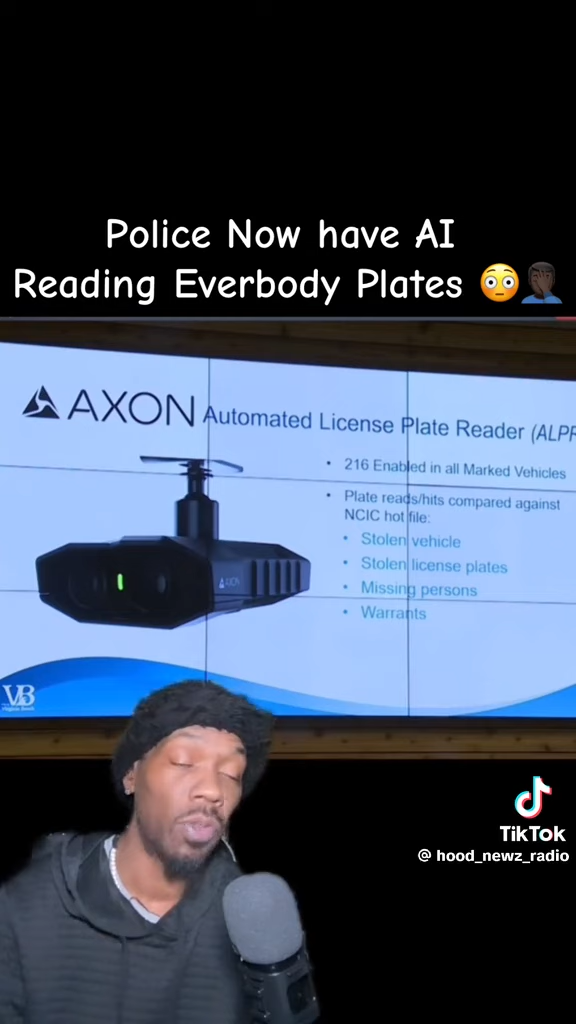 Police Now have AI
Reading Everbody Plates 😳🤦🏿‍♂️
AXON Automated License Plate Reader (ALPR
• 216 Enabled in all Marked Vehicles
• Plate reads/hits compared against
NCIC hot file:
• Stolen vehicle
• Stolen license plates
• Missing persons
• Warrants
AXON
VB
TikTok
@ hood_newz_radio